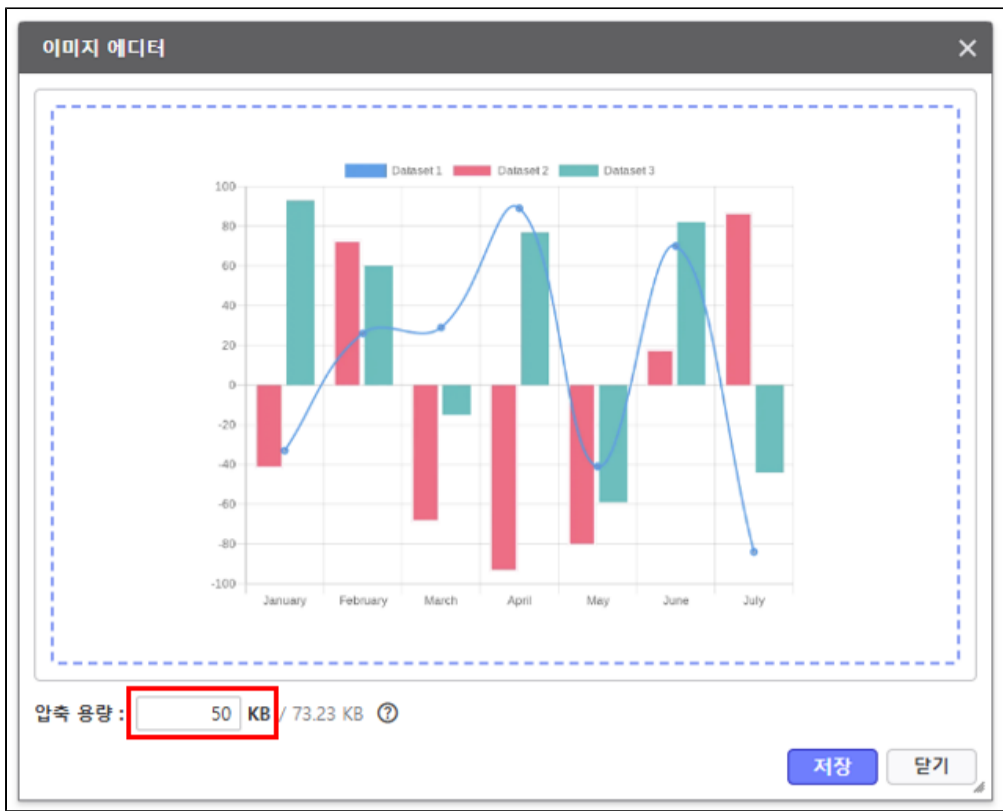 이미지 에디터
Dataset 1 Dataset 2 Dataset 3
100
80
60
40
20
0
-20
-40
-60
-80
-100
January February March April May June July
압축 용량 : 50 KB / 73.23 KB ?
저장 닫기